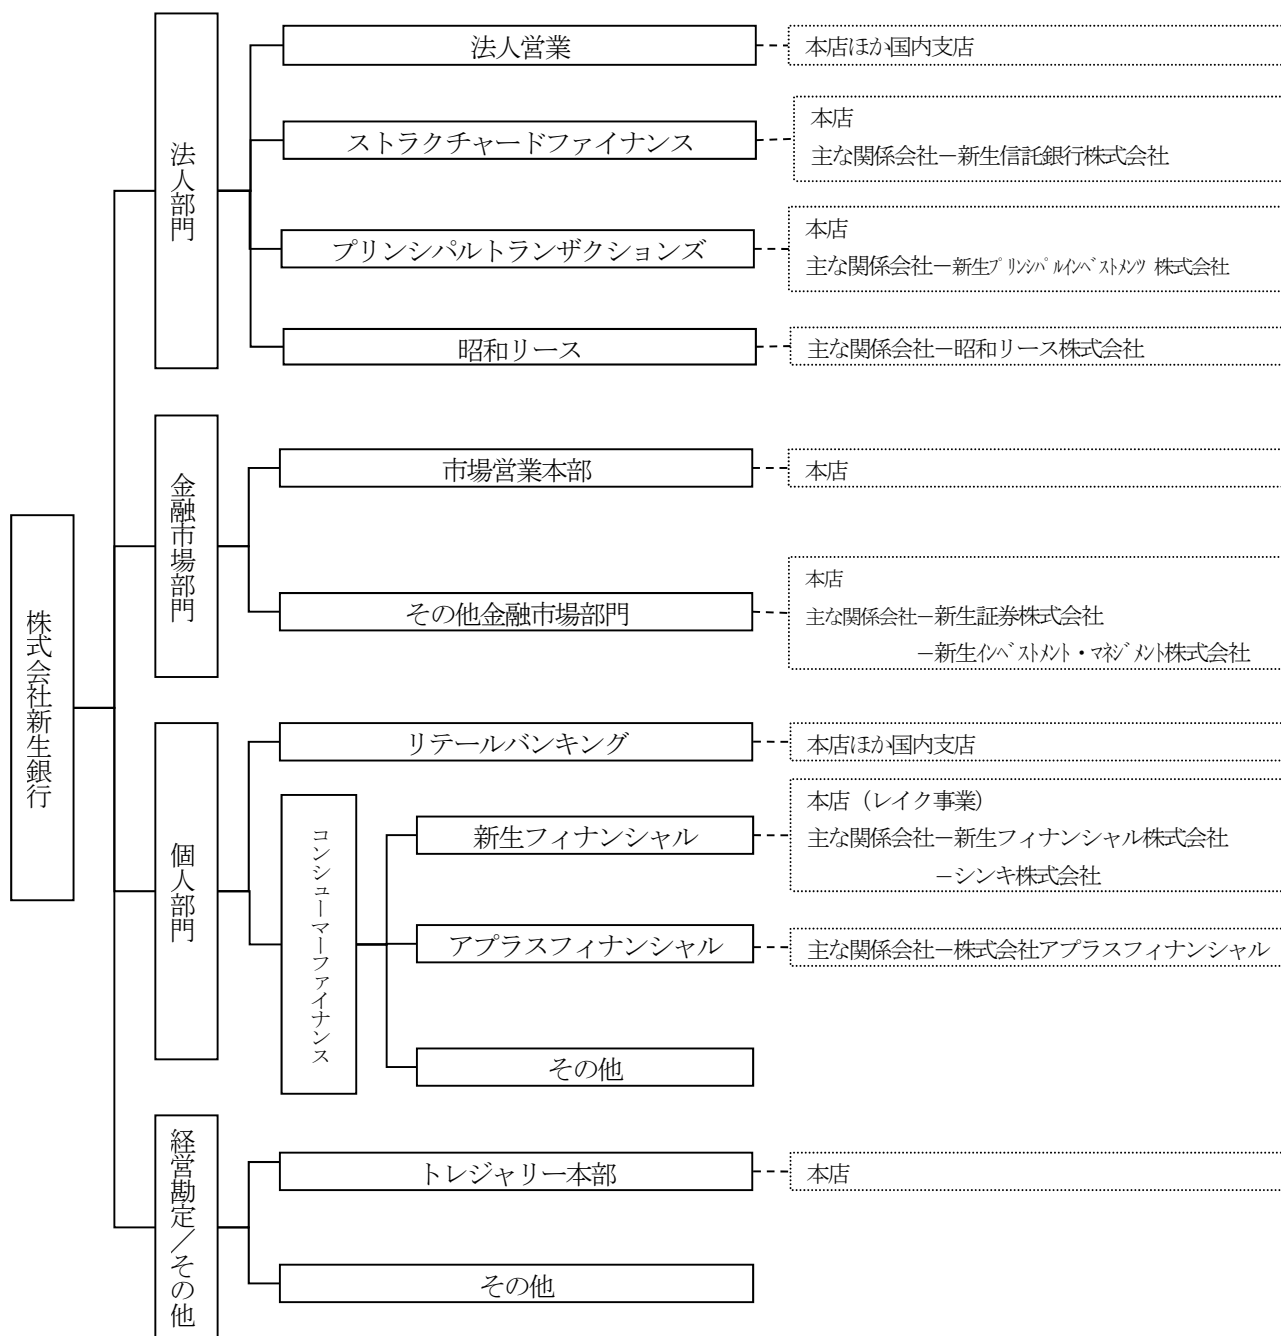 株式会社新生銀行
法人部門
法人営業
本店ほか国内支店
ストラクチャードファイナンス
本店
主な関係会社－新生信託銀行株式会社
プリンシパルトランザクションズ
本店
主な関係会社－新生ﾌﾟﾘﾝｼﾊﾟﾙｲﾝﾍﾞｽﾄﾒﾝﾂ 株式会社
昭和リース
主な関係会社－昭和リース株式会社
金融市場部門
市場営業本部
本店
その他金融市場部門
本店
主な関係会社－新生証券株式会社
－新生ｲﾝﾍﾞｽﾄﾒﾝﾄ・ﾏﾈｼﾞﾒﾝﾄ株式会社
個人部門
リテールバンキング
本店ほか国内支店
コンシューマーファイナンス
新生フィナンシャル
本店（レイク事業）
主な関係会社－新生フィナンシャル株式会社
－シンキ株式会社
アプラスフィナンシャル
主な関係会社－株式会社アプラスフィナンシャル
その他
経営勘定／その他
トレジャリー本部
本店
その他